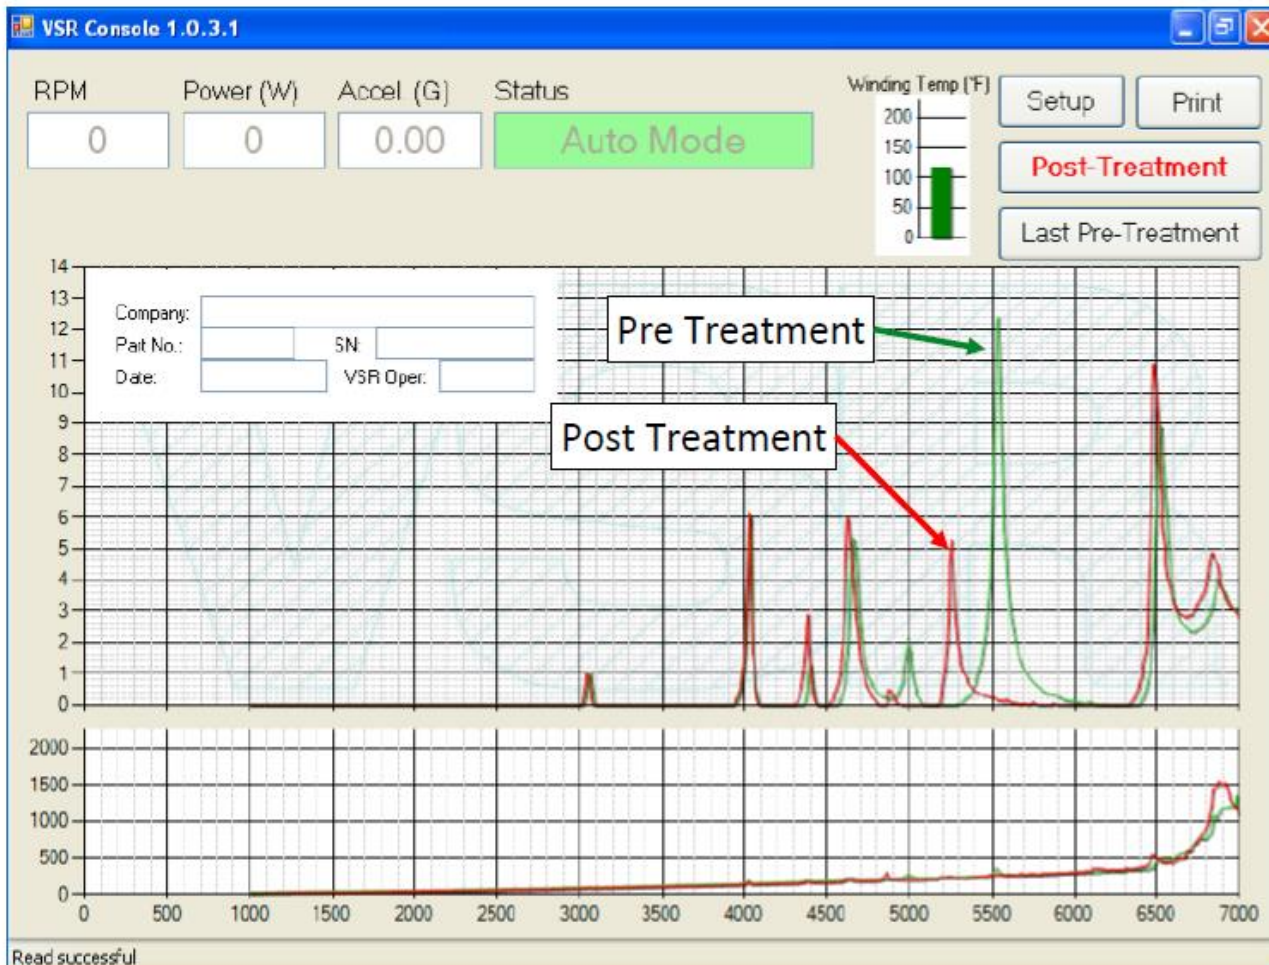 VSR Console 1.0.3.1
RPM Power (W) Accel (G) Status Winding Temp (°F)
0 0 0.00 Auto Mode
Setup Print
Post-Treatment
Last Pre-Treatment
200
150
100
50
0
14
13
12
11
10
9
8
7
6
5
4
3
2
1
0
Company:
Part No.: SN:
Date: VSR Oper:
Pre Treatment
Post Treatment
2000
1500
1000
500
0
0 500 1000 1500 2000 2500 3000 3500 4000 4500 5000 5500 6000 6500 7000
Read successful